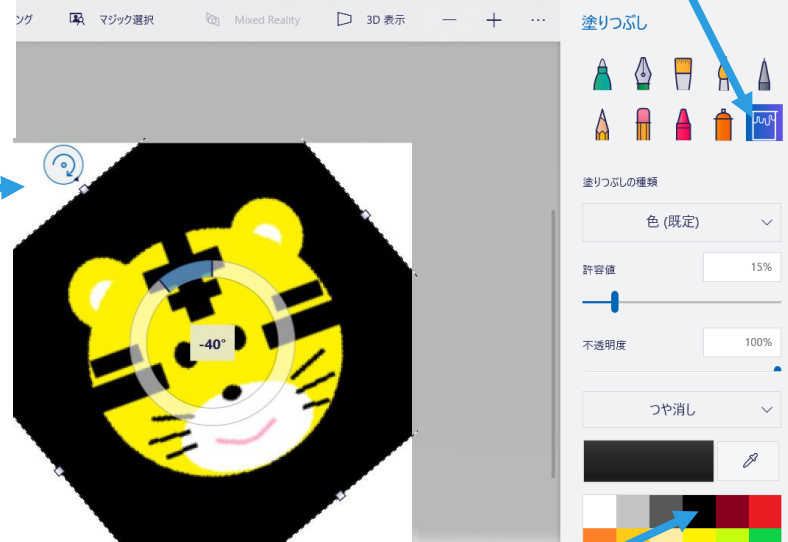 ング
マジック選択
Mixed Reality
3D 表示
塗りつぶし
塗りつぶしの種類
色 (既定)
許容値
15%
不透明度
100%
つや消し
-40°